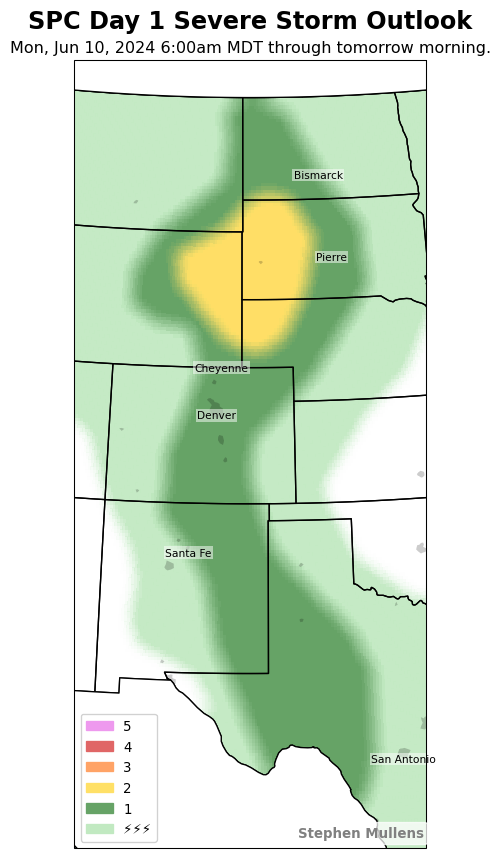 SPC Day 1 Severe Storm Outlook
Mon, Jun 10, 2024 6:00am MDT through tomorrow morning.
Bismarck
Pierre
Cheyenne
Denver
Santa Fe
San Antonio
5
4
3
2
1
⚡⚡⚡
Stephen Mullens